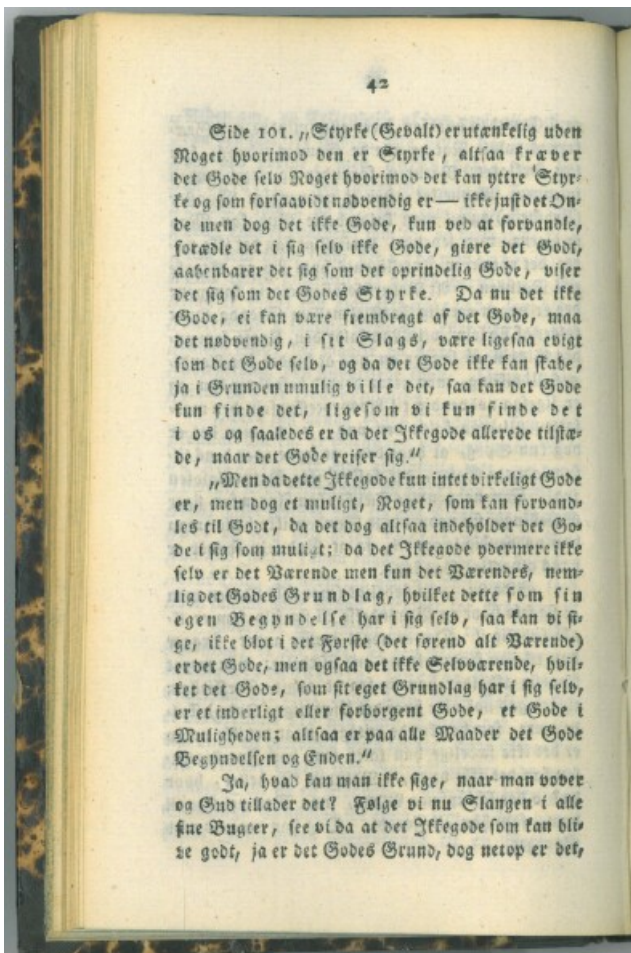 42
Side 101. „Styrke (Gevalt) er utænkelig uden
Noget hvorimod den er Styrke, altsaa kræver
det Gode selv Noget hvorimod det kan yttre Styr-
ke og som forsaavidt nødvendig er — ikke just det On-
de men dog det ikke Gode, kun ved at forvandle,
forædle det i sig selv ikke Gode, giøre det Godt,
aabenbarer det sig som det oprindelig Gode, viser
det sig som det Godes Styrke. Da nu det ikke
Gode, ei kan være frembragt af det Gode, maa
det nødvendig, i sit Slags, være ligesaa evigt
som det Gode selv, og da det Gode ikke kan skabe,
ja i Grunden umulig ville det, saa kan det Gode
kun finde det, ligesom vi kun finde det
i os og saaledes er da det Ikkegode allerede tilstæ-
de, naar det Gode reiser sig.“
„Men da dette Ikkegode kun intet virkeligt Gode
er, men dog et muligt, Noget, som kan forvand-
les til Godt, da det dog altsaa indeholder det Go-
de i sig som muligt; da det Ikkegode ydermere ikke
selv er det Værende men kun det Værendes, nem-
lig det Godes Grundlag, hvilket dette som sin
egen Begyndelse har i sig selv, saa kan vi si-
ge, ikke blot i det Første (det førend alt Værende)
er det Gode, men ogsaa det ikke Selvværende, hvil-
ket det Gode, som sit eget Grundlag har i sig selv,
er et inderligt eller forborgent Gode, et Gode i
Muligheden; altsaa er paa alle Maader det Gode
Begyndelsen og Enden.“
Ja, hvad kan man ikke sige, naar man vover
og Gud tillader det? Følge vi nu Slangen i alle
sine Bugter, see vi da at det Ikkegode som kan bli-
ve godt, ja er det Godes Grund, dog netop er det,